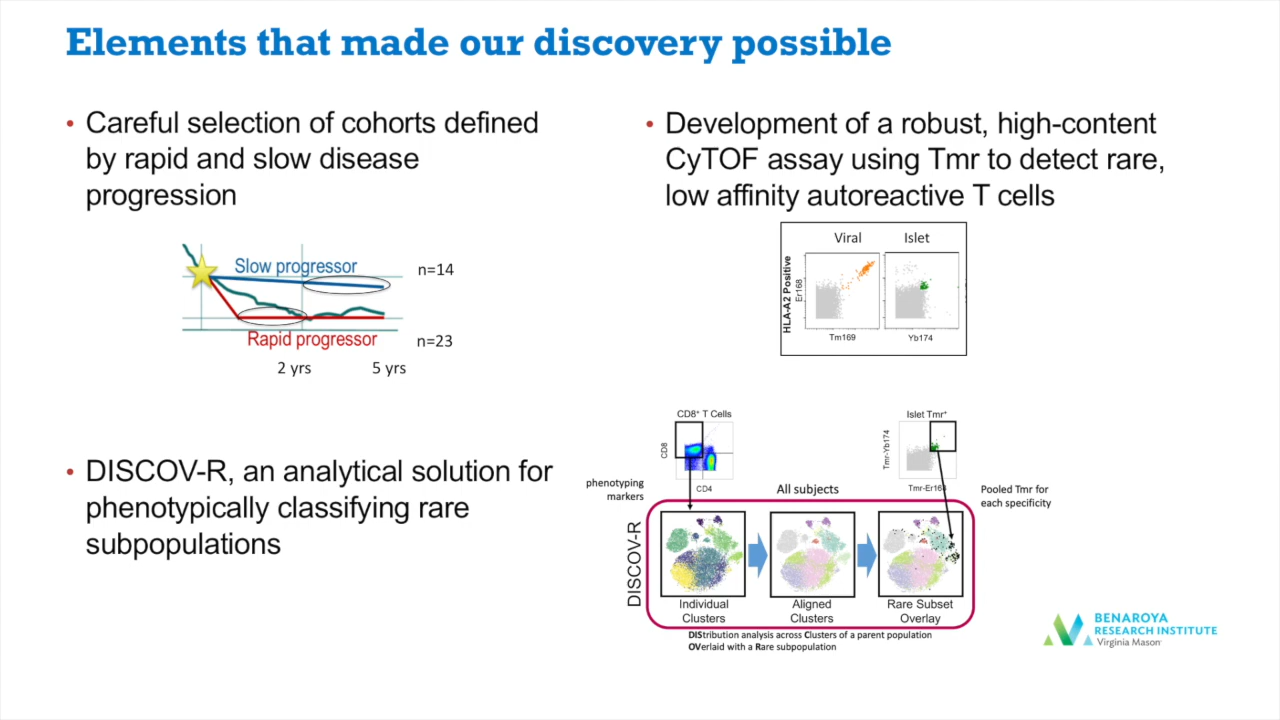 Elements that made our discovery possible
• Careful selection of cohorts defined
by rapid and slow disease
progression
Slow progressor
n=14
Rapid progressor
n=23
2 yrs
5 yrs
• Development of a robust, high-content
CyTOF assay using Tmr to detect rare,
low affinity autoreactive T cells
Viral
Islet
HLA-A2 Positive
Er168
Tm169
Yb174
• DISCOV-R, an analytical solution for
phenotypically classifying rare
subpopulations
CD8⁺ T Cells
CD8
CD4
phenotyping
markers
All subjects
Islet Tmr⁺
Tmr-Yb174
Tmr-Er168
Pooled Tmr for
each specificity
DISCOV-R
Individual
Clusters
Aligned
Clusters
Rare Subset
Overlay
DIStribution analysis across Clusters of a parent population
OVerlaid with a Rare subpopulation
BENAROYA
RESEARCH INSTITUTE
Virginia Mason